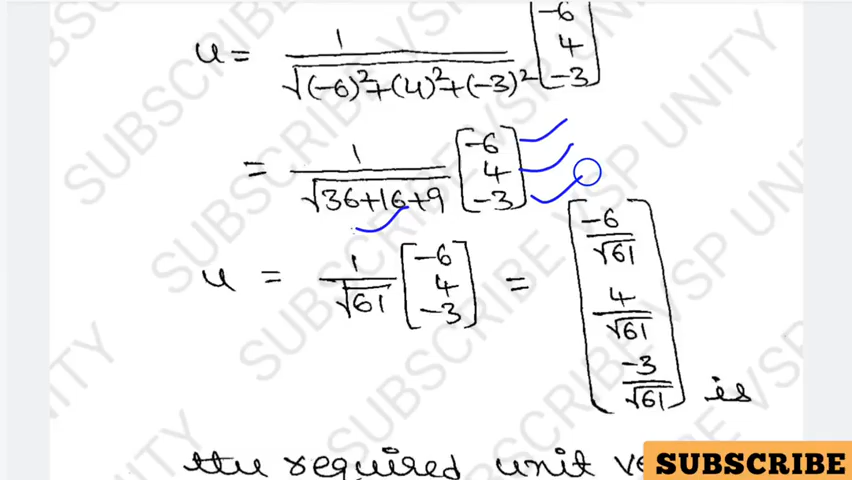 u = 1/√((-6)²+(4)²+(-3)²) [-6 4 -3]
= 1/√(36+16+9) [-6 4 -3]
u = 1/√61 [-6 4 -3] = [-6/√61 4/√61 -3/√61] is
the required unit
SUBSCRIBE
SUBSCRIBE VSP UNITY